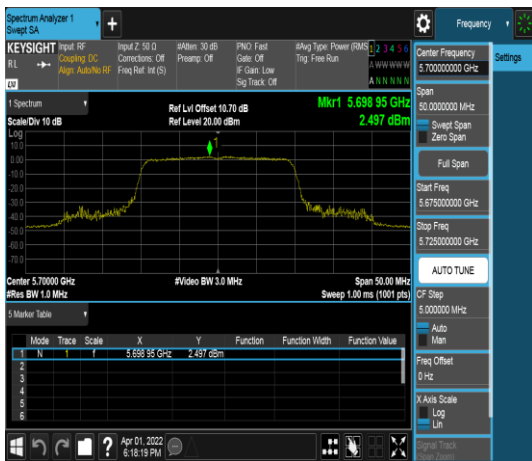 Spectrum Analyzer 1
Swept SA
+
Frequency
KEYSIGHT
RL
Input: RF
Coupling: DC
Align: Auto/No RF
Input Z: 50 Ω
Corrections: Off
Freq Ref: Int (S)
#Atten: 30 dB
Preamp: Off
PNO: Fast
Gate: Off
IF Gain: Low
Sig Track: Off
#Avg Type: Power (RMS)
Trig: Free Run
1 2 3 4 5 6
A W W W W W
A N N N N N
1 Spectrum
Scale/Div 10 dB
Ref Lvl Offset 10.70 dB
Ref Level 20.00 dBm
Mkr1 5.698 95 GHz
2.497 dBm
Log
10.0
0.00
-10.0
-20.0
-30.0
-40.0
-50.0
-60.0
-70.0
1
Center 5.70000 GHz
#Res BW 1.0 MHz
#Video BW 3.0 MHz
Span 50.00 MHz
Sweep 1.00 ms (1001 pts)
5 Marker Table
Mode Trace Scale X Y Function Function Width Function Value
1 N 1 f 5.698 95 GHz 2.497 dBm
2
3
4
5
6
Apr 01, 2022
6:18:19 PM
Center Frequency
5.700000000 GHz
Settings
Span
50.0000000 MHz
Swept Span
Zero Span
Full Span
Start Freq
5.675000000 GHz
Stop Freq
5.725000000 GHz
AUTO TUNE
CF Step
5.000000 MHz
Auto
Man
Freq Offset
0 Hz
X Axis Scale
Log
Lin
Signal Track
(Span Zoom)